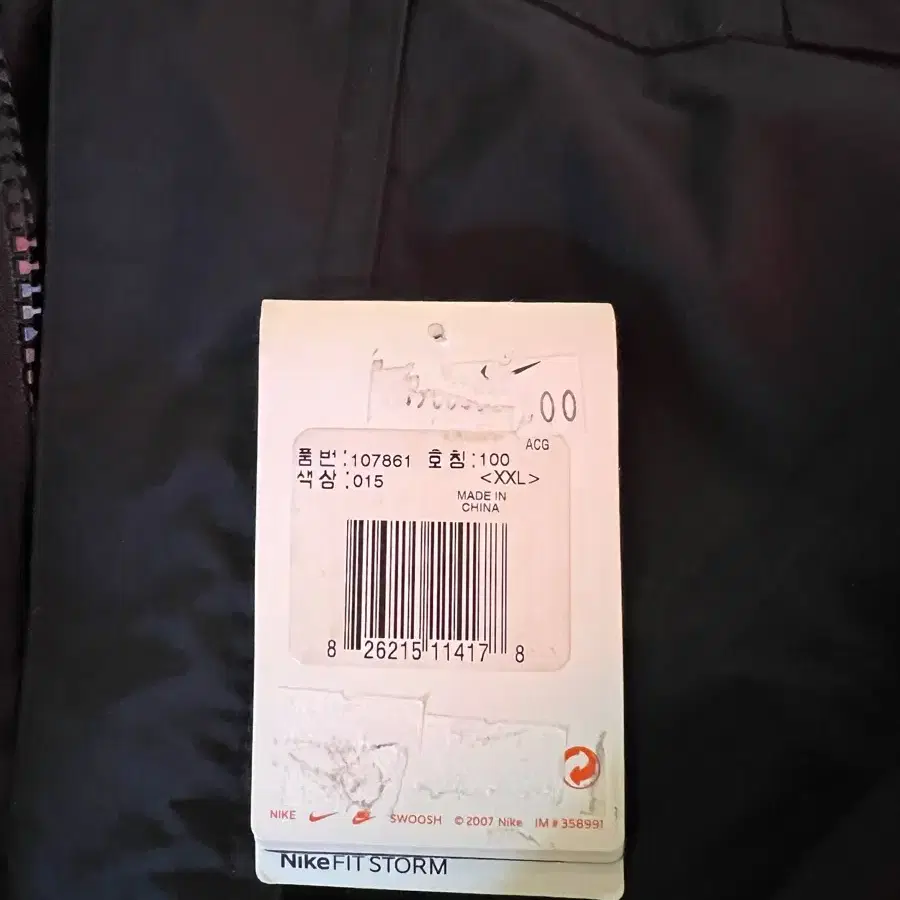 00
ACG
품번:107861 호칭:100
색상:015 <XXL>
MADE IN
CHINA
8 26215 11417 8
NIKE SWOOSH © 2007 Nike IM # 358991
NikeFIT STORM